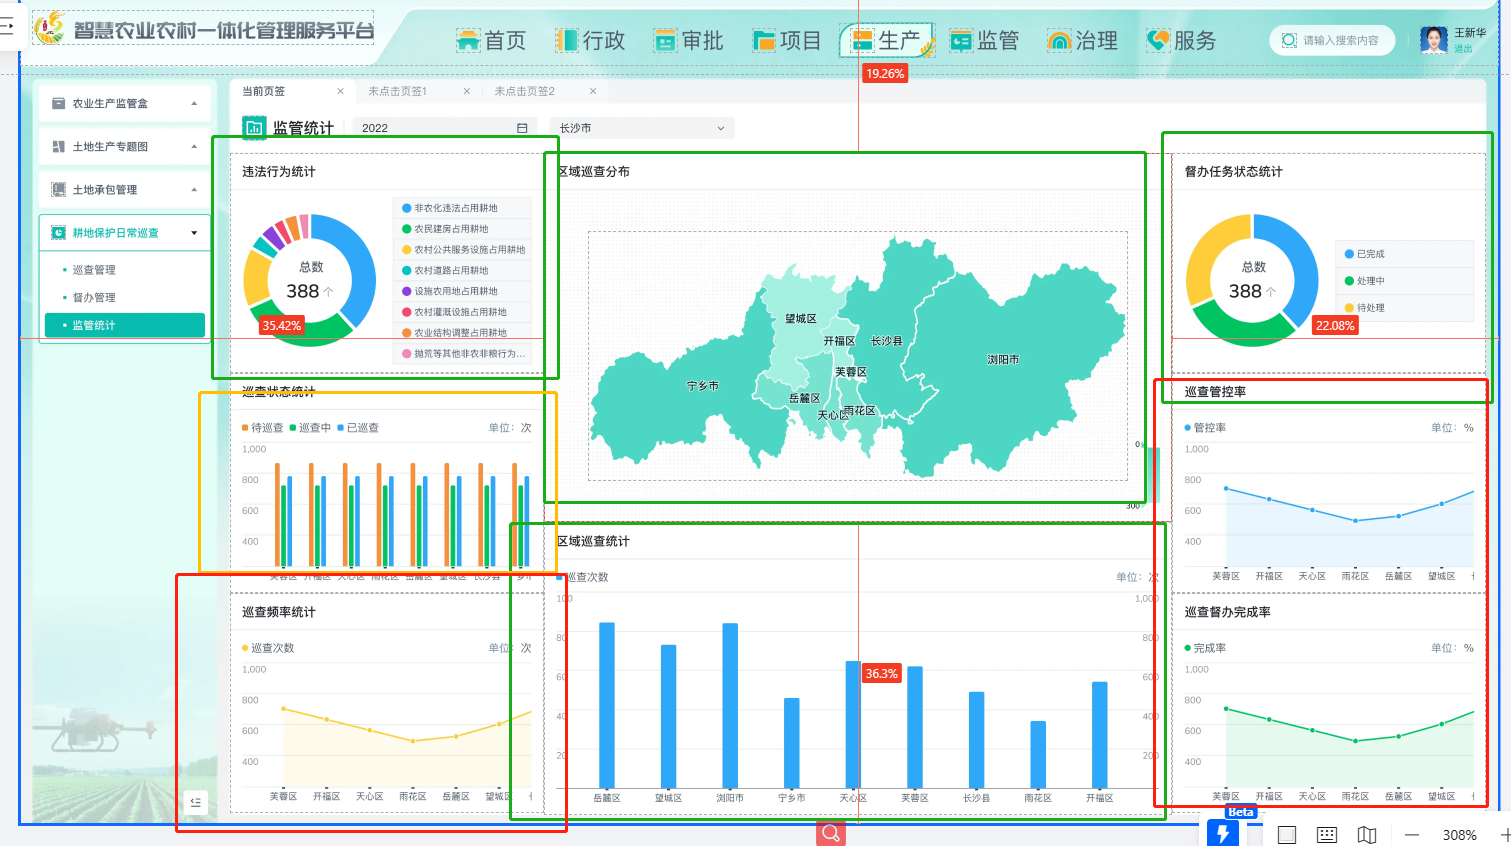 智慧农业农村一体化管理服务平台
首页
行政
审批
项目
生产
监管
治理
服务
请输入搜索内容
王新华
退出
19.26%
农业生产监管盒
土地生产专题图
土地承包管理
耕地保护日常巡查
巡查管理
督办管理
监管统计
当前页签
未点击页签1
未点击页签2
监管统计
2022
长沙市
违法行为统计
总数
388 个
35.42%
非农化违法占用耕地
农民建房占用耕地
农村公共服务设施占用耕地
农村道路占用耕地
设施农用地占用耕地
农村灌溉设施占用耕地
农业结构调整占用耕地
抛荒等其他非农非粮行为...
巡查状态统计
待巡查
巡查中
已巡查
单位：次
1,000
800
600
400
芙蓉区
开福区
天心区
雨花区
岳麓区
望城区
长沙县
宁乡市
巡查频率统计
巡查次数
单位：次
1,000
800
600
400
芙蓉区
开福区
天心区
雨花区
岳麓区
望城区
区域巡查分布
望城区
开福区
长沙县
浏阳市
芙蓉区
宁乡市
岳麓区
天心区
雨花区
0
300
区域巡查统计
巡查次数
单位：次
100
80
60
40
20
1,000
800
600
400
200
36.3%
岳麓区
望城区
浏阳市
宁乡市
天心区
芙蓉区
长沙县
雨花区
开福区
督办任务状态统计
总数
388 个
22.08%
已完成
处理中
待处理
巡查管控率
管控率
单位：%
1,000
800
600
400
芙蓉区
开福区
天心区
雨花区
岳麓区
望城区
巡查督办完成率
完成率
单位：%
1,000
800
600
400
芙蓉区
开福区
天心区
雨花区
岳麓区
望城区
Beta
308%